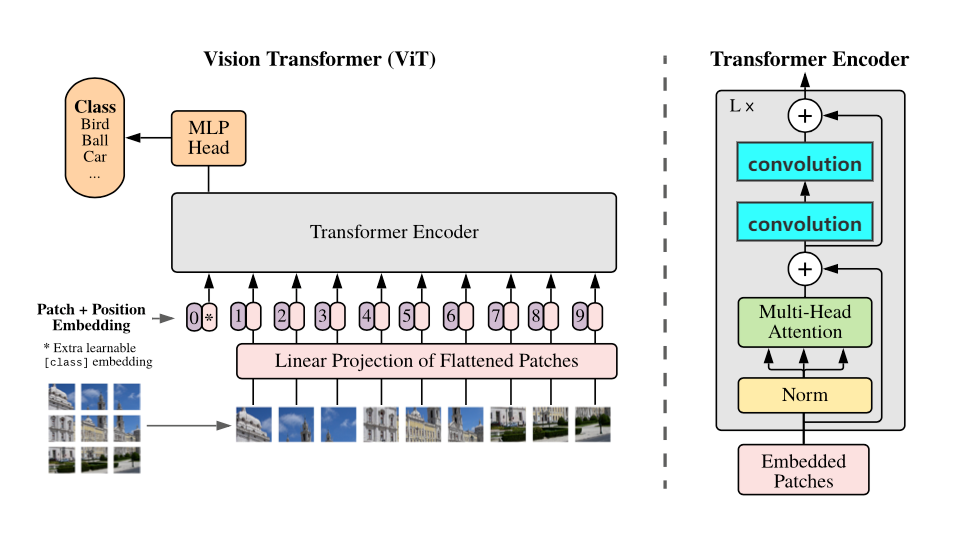 Vision Transformer (ViT)
Class
Bird
Ball
Car
...
MLP
Head
Transformer Encoder
Patch + Position
Embedding
0 * 1 2 3 4 5 6 7 8 9
* Extra learnable
[class] embedding
Linear Projection of Flattened Patches
Transformer Encoder
L x
+
convolution
convolution
+
Multi-Head
Attention
Norm
Embedded
Patches